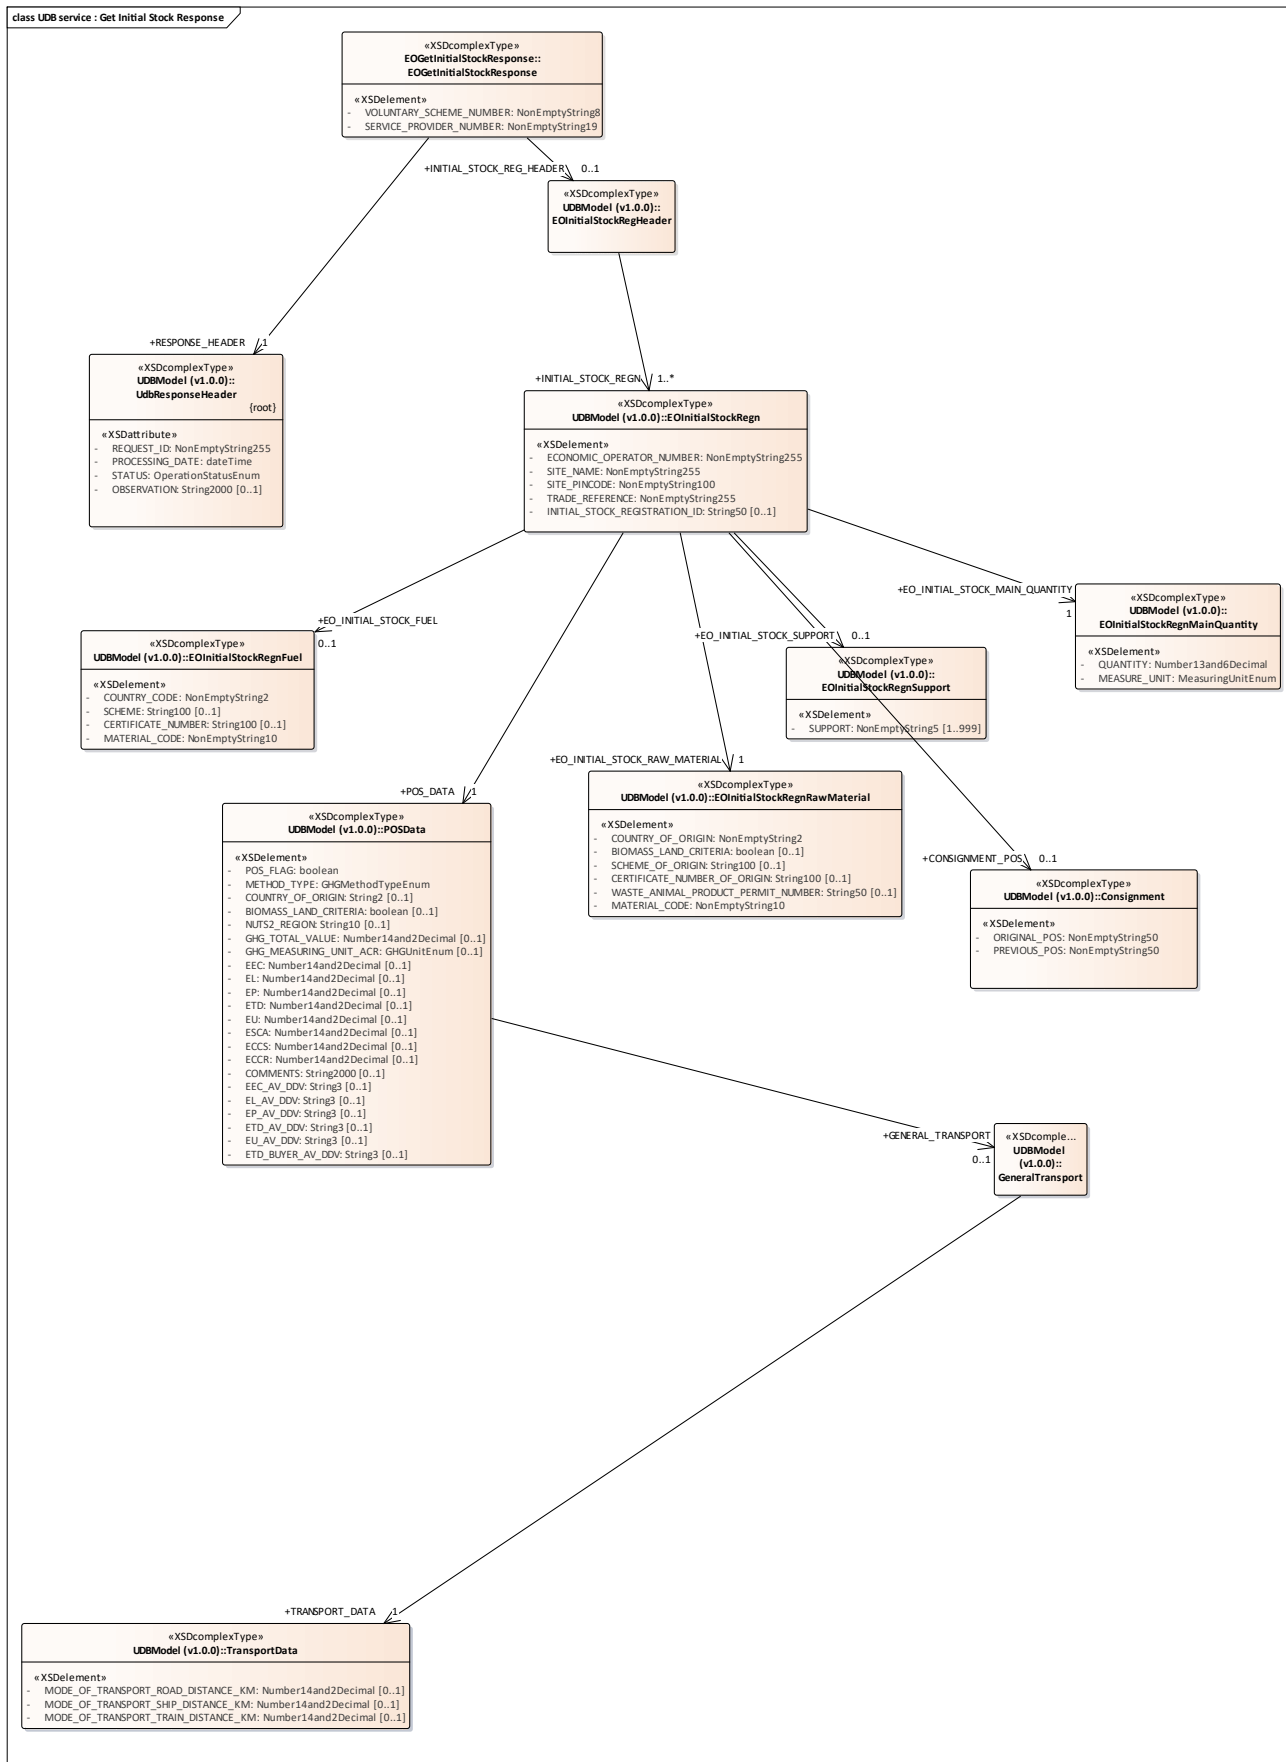 class UDB service : Get Initial Stock Response
«XSDcomplexType»
EOGetInitialStockResponse::
EOGetInitialStockResponse
«XSDelement»
- VOLUNTARY_SCHEME_NUMBER: NonEmptyString8
- SERVICE_PROVIDER_NUMBER: NonEmptyString19
+INITIAL_STOCK_REG_HEADER 0..1
«XSDcomplexType»
UDBModel (v1.0.0)::
EOInitialStockRegHeader
+RESPONSE_HEADER 1
«XSDcomplexType»
UDBModel (v1.0.0)::
UdbResponseHeader
{root}
«XSDattribute»
- REQUEST_ID: NonEmptyString255
- PROCESSING_DATE: dateTime
- STATUS: OperationStatusEnum
- OBSERVATION: String2000 [0..1]
+INITIAL_STOCK_REGN 1..*
«XSDcomplexType»
UDBModel (v1.0.0)::EOInitialStockRegn
«XSDelement»
- ECONOMIC_OPERATOR_NUMBER: NonEmptyString255
- SITE_NAME: NonEmptyString255
- SITE_PINCODE: NonEmptyString100
- TRADE_REFERENCE: NonEmptyString255
- INITIAL_STOCK_REGISTRATION_ID: String50 [0..1]
+EO_INITIAL_STOCK_MAIN_QUANTITY
1
«XSDcomplexType»
UDBModel (v1.0.0)::
EOInitialStockRegnMainQuantity
«XSDelement»
- QUANTITY: Number13and6Decimal
- MEASURE_UNIT: MeasuringUnitEnum
+EO_INITIAL_STOCK_FUEL
0..1
«XSDcomplexType»
UDBModel (v1.0.0)::EOInitialStockRegnFuel
«XSDelement»
- COUNTRY_CODE: NonEmptyString2
- SCHEME: String100 [0..1]
- CERTIFICATE_NUMBER: String100 [0..1]
- MATERIAL_CODE: NonEmptyString10
+EO_INITIAL_STOCK_SUPPORT 0..1
«XSDcomplexType»
UDBModel (v1.0.0)::
EOInitialStockRegnSupport
«XSDelement»
- SUPPORT: NonEmptyString5 [1..999]
+EO_INITIAL_STOCK_RAW_MATERIAL 1
«XSDcomplexType»
UDBModel (v1.0.0)::EOInitialStockRegnRawMaterial
«XSDelement»
- COUNTRY_OF_ORIGIN: NonEmptyString2
- BIOMASS_LAND_CRITERIA: boolean [0..1]
- SCHEME_OF_ORIGIN: String100 [0..1]
- CERTIFICATE_NUMBER_OF_ORIGIN: String100 [0..1]
- WASTE_ANIMAL_PRODUCT_PERMIT_NUMBER: String50 [0..1]
- MATERIAL_CODE: NonEmptyString10
+POS_DATA 1
«XSDcomplexType»
UDBModel (v1.0.0)::POSData
«XSDelement»
- POS_FLAG: boolean
- METHOD_TYPE: GHGMethodTypeEnum
- COUNTRY_OF_ORIGIN: String2 [0..1]
- BIOMASS_LAND_CRITERIA: boolean [0..1]
- NUTS2_REGION: String10 [0..1]
- GHG_TOTAL_VALUE: Number14and2Decimal [0..1]
- GHG_MEASURING_UNIT_ACR: GHGUnitEnum [0..1]
- EEC: Number14and2Decimal [0..1]
- EL: Number14and2Decimal [0..1]
- EP: Number14and2Decimal [0..1]
- ETD: Number14and2Decimal [0..1]
- EU: Number14and2Decimal [0..1]
- ESCA: Number14and2Decimal [0..1]
- ECCS: Number14and2Decimal [0..1]
- ECCR: Number14and2Decimal [0..1]
- COMMENTS: String2000 [0..1]
- EEC_AV_DDV: String3 [0..1]
- EL_AV_DDV: String3 [0..1]
- EP_AV_DDV: String3 [0..1]
- ETD_AV_DDV: String3 [0..1]
- EU_AV_DDV: String3 [0..1]
- ETD_BUYER_AV_DDV: String3 [0..1]
+CONSIGNMENT_POS 0..1
«XSDcomplexType»
UDBModel (v1.0.0)::Consignment
«XSDelement»
- ORIGINAL_POS: NonEmptyString50
- PREVIOUS_POS: NonEmptyString50
+GENERAL_TRANSPORT
0..1
«XSDcomple...
UDBModel
(v1.0.0)::
GeneralTransport
+TRANSPORT_DATA 1
«XSDcomplexType»
UDBModel (v1.0.0)::TransportData
«XSDelement»
- MODE_OF_TRANSPORT_ROAD_DISTANCE_KM: Number14and2Decimal [0..1]
- MODE_OF_TRANSPORT_SHIP_DISTANCE_KM: Number14and2Decimal [0..1]
- MODE_OF_TRANSPORT_TRAIN_DISTANCE_KM: Number14and2Decimal [0..1]